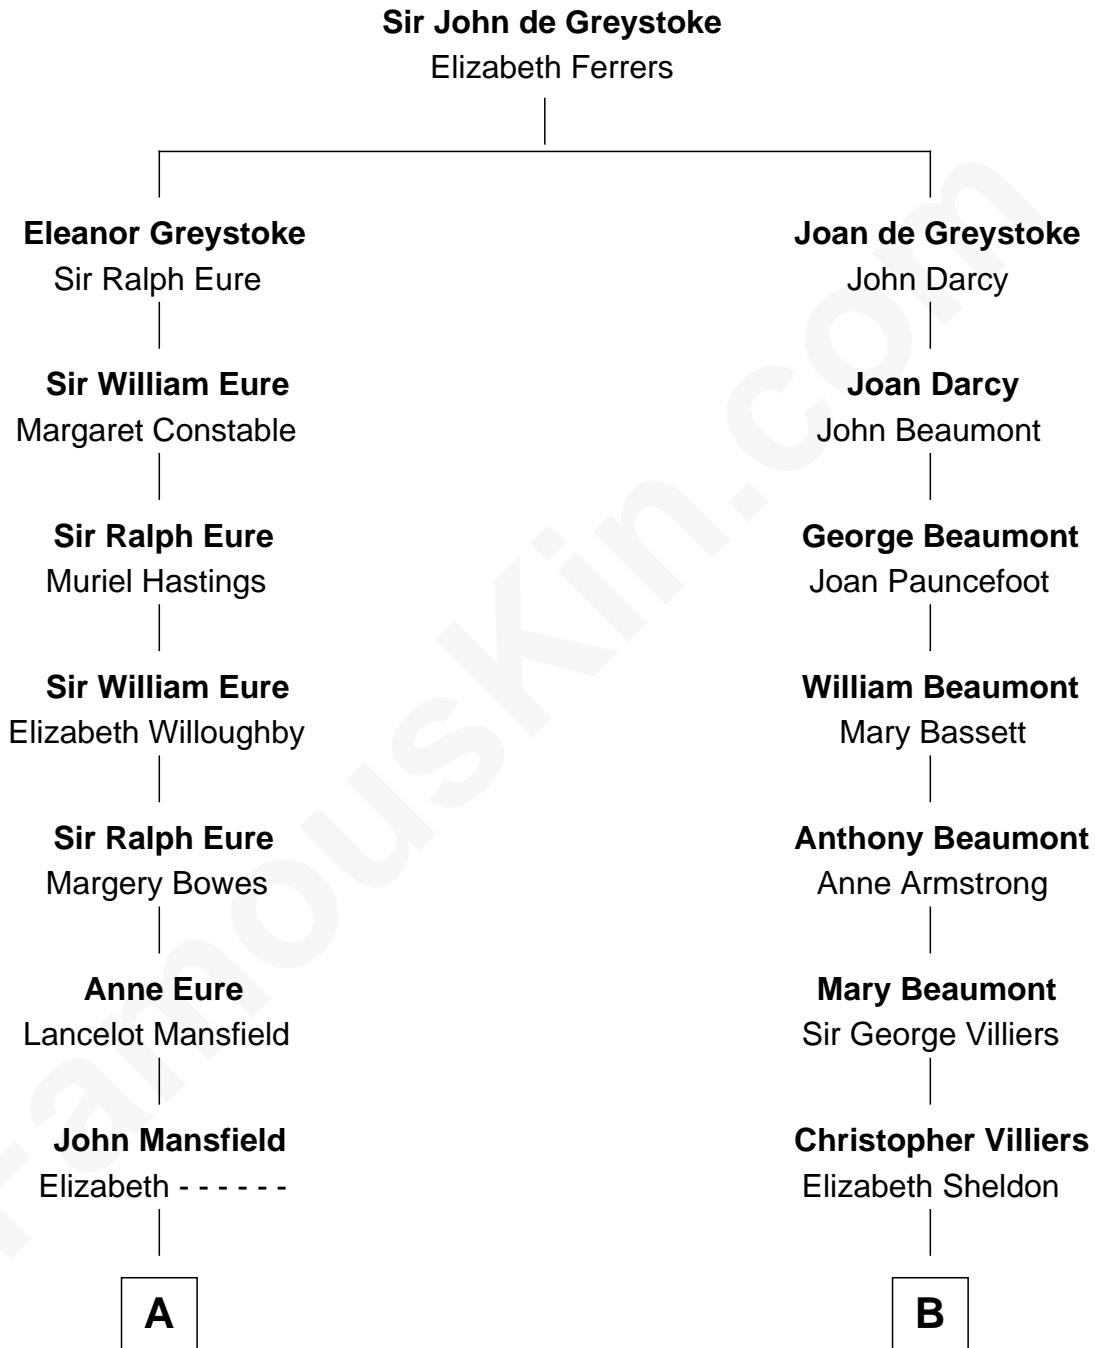 Sir John de Greystoke
Elizabeth Ferrers
Eleanor Greystoke
Sir Ralph Eure
Joan de Greystoke
John Darcy
Sir William Eure
Margaret Constable
Joan Darcy
John Beaumont
Sir Ralph Eure
Muriel Hastings
George Beaumont
Joan Pauncefoot
Sir William Eure
Elizabeth Willoughby
William Beaumont
Mary Bassett
Sir Ralph Eure
Margery Bowes
Anthony Beaumont
Anne Armstrong
Anne Eure
Lancelot Mansfield
Mary Beaumont
Sir George Villiers
John Mansfield
Elizabeth - - - - - -
Christopher Villiers
Elizabeth Sheldon
A
B
FamousKin.com